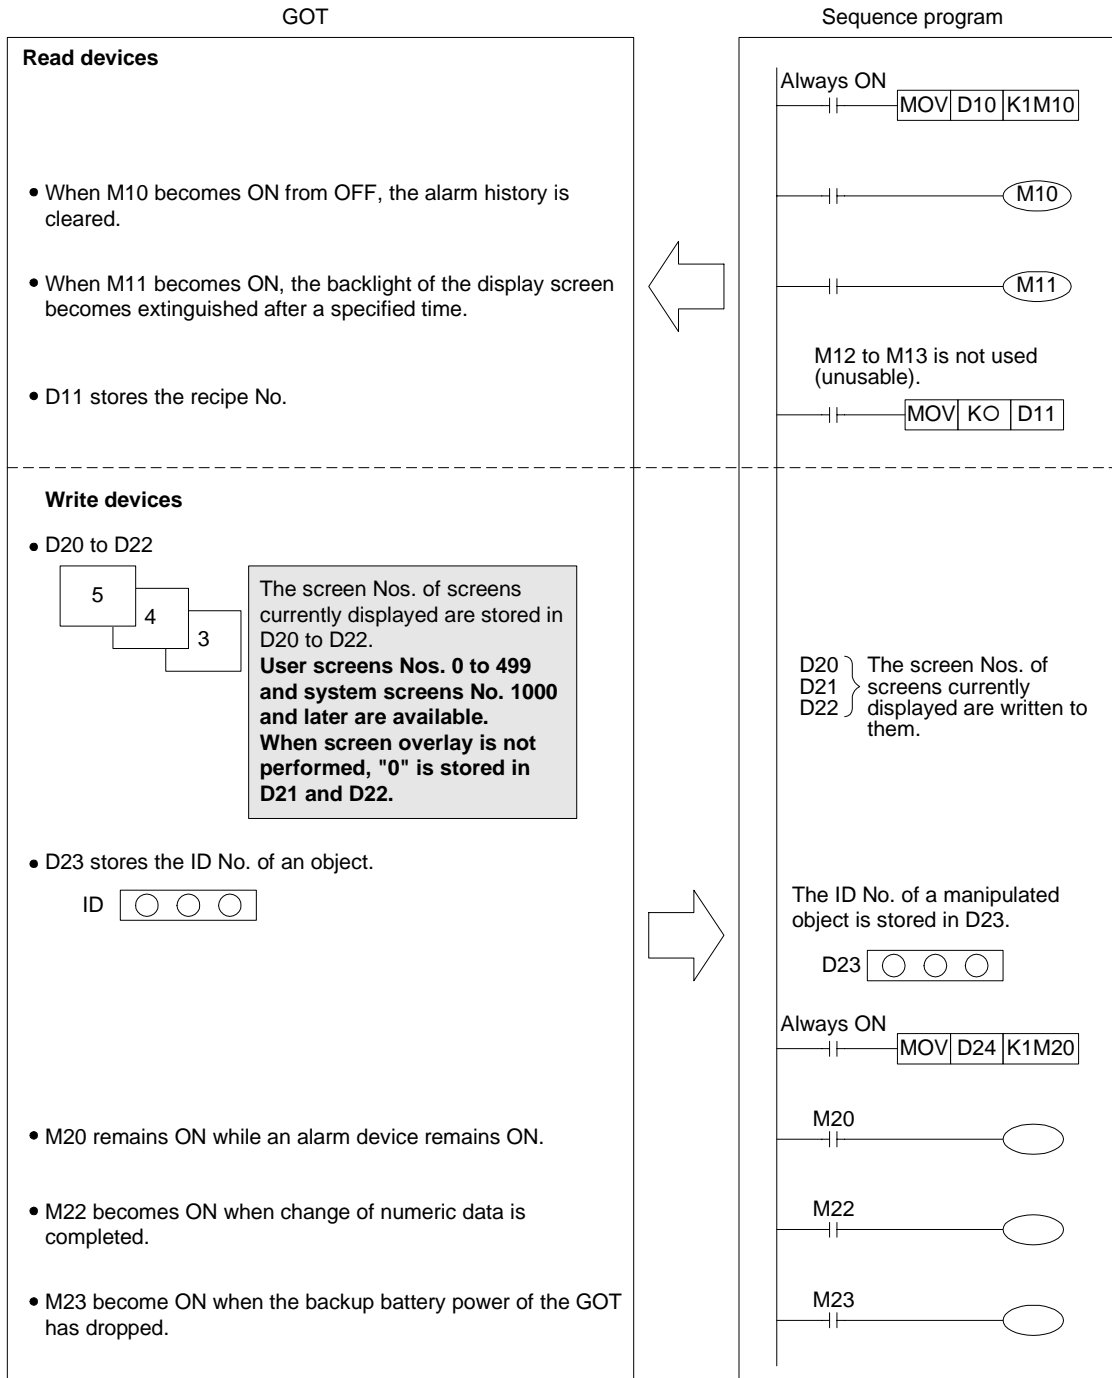 GOT
Sequence program
Read devices
Always ON
MOV D10 K1M10
• When M10 becomes ON from OFF, the alarm history is
cleared.
M10
• When M11 becomes ON, the backlight of the display screen
becomes extinguished after a specified time.
M11
M12 to M13 is not used
(unusable).
• D11 stores the recipe No.
MOV K○ D11
Write devices
• D20 to D22
5
4
3
The screen Nos. of screens
currently displayed are stored in
D20 to D22.
User screens Nos. 0 to 499
and system screens No. 1000
and later are available.
When screen overlay is not
performed, "0" is stored in
D21 and D22.
D20
D21
D22
The screen Nos. of
screens currently
displayed are written to
them.
• D23 stores the ID No. of an object.
ID ○ ○ ○
The ID No. of a manipulated
object is stored in D23.
D23 ○ ○ ○
Always ON
MOV D24 K1M20
• M20 remains ON while an alarm device remains ON.
M20
• M22 becomes ON when change of numeric data is
completed.
M22
• M23 become ON when the backup battery power of the GOT
has dropped.
M23